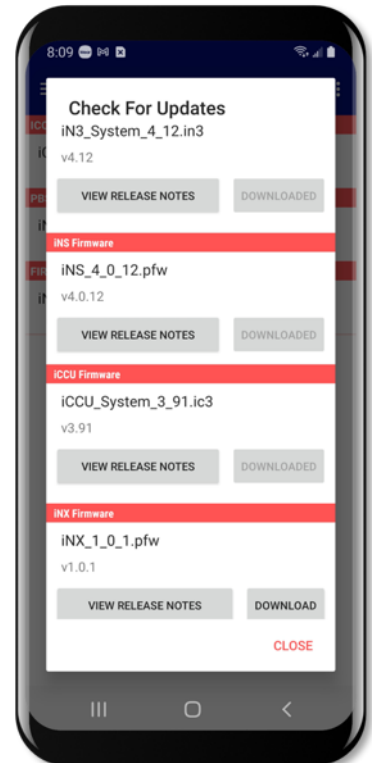 8:09
Check For Updates
iN3_System_4_12.in3
v4.12
VIEW RELEASE NOTES
DOWNLOADED
iNS Firmware
iNS_4_0_12.pfw
v4.0.12
VIEW RELEASE NOTES
DOWNLOADED
iCCU Firmware
iCCU_System_3_91.ic3
v3.91
VIEW RELEASE NOTES
DOWNLOADED
iNX Firmware
iNX_1_0_1.pfw
v1.0.1
VIEW RELEASE NOTES
DOWNLOAD
CLOSE